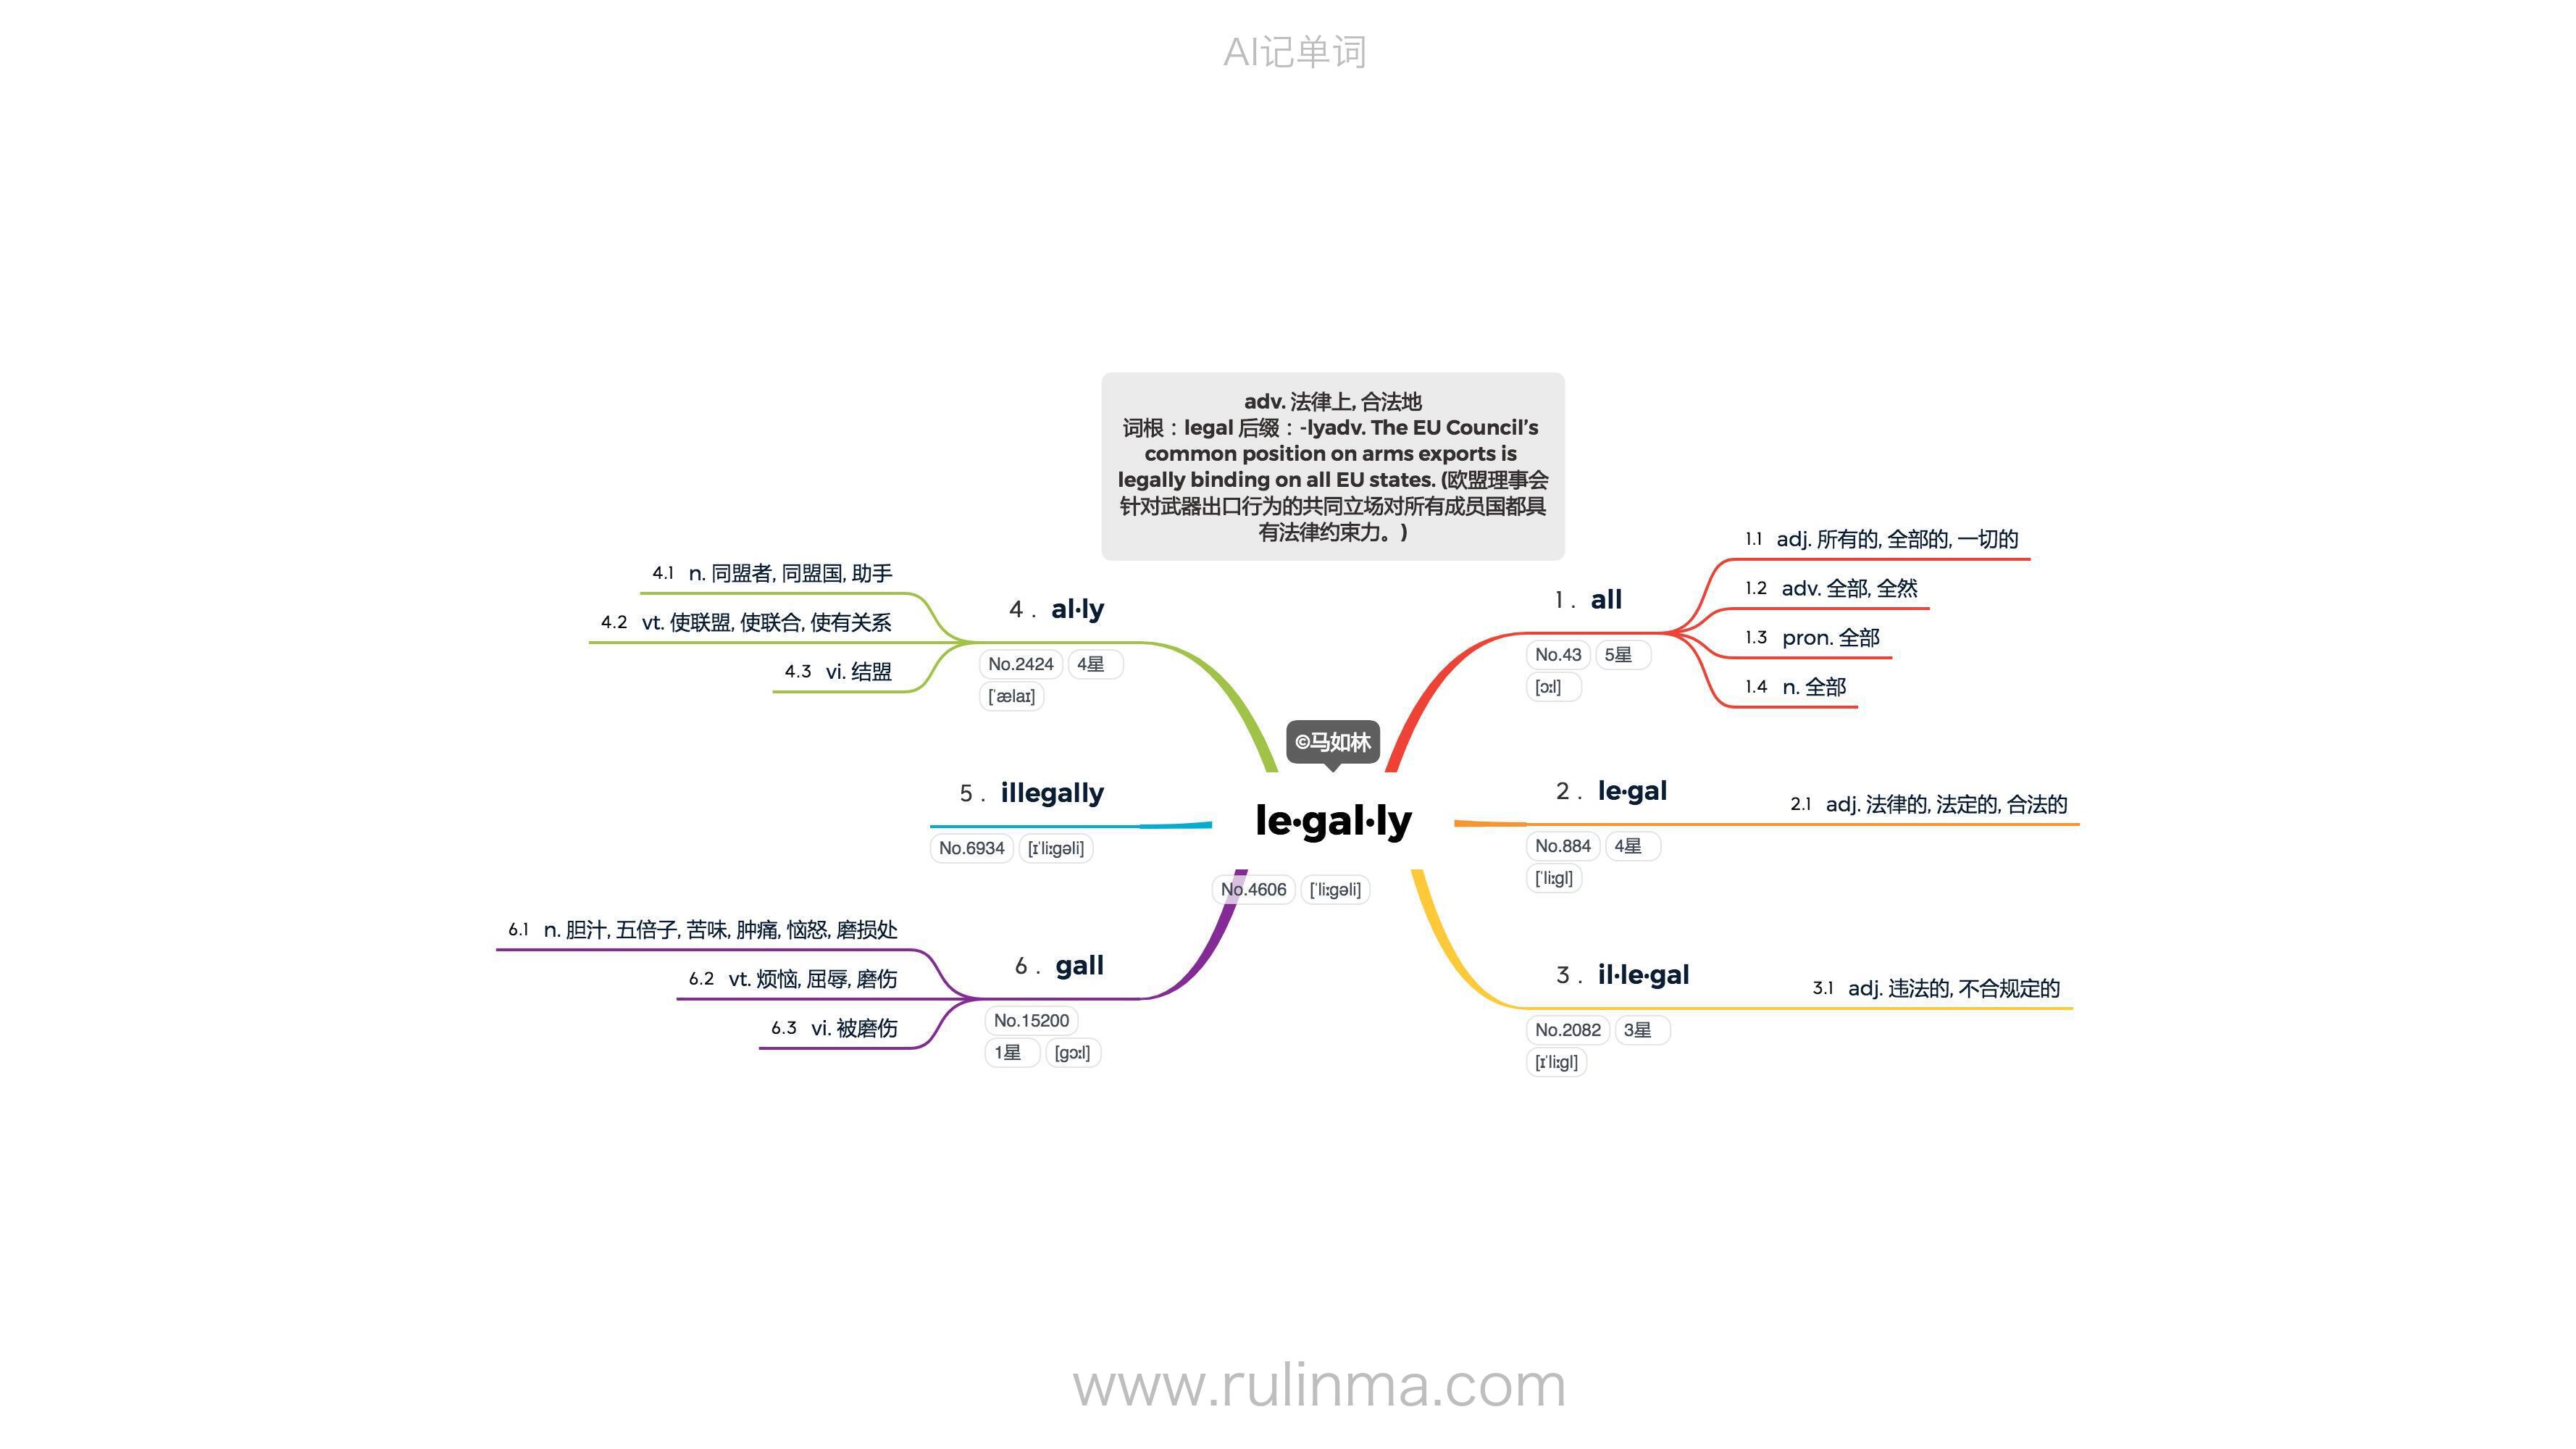 AI记单词
adv. 法律上, 合法地
词根：legal 后缀：-lyadv. The EU Council’s
common position on arms exports is
legally binding on all EU states. (欧盟理事会
针对武器出口行为的共同立场对所有成员国都具
有法律约束力。)
©马如林
le·gal·ly
No.4606 [ˈliːɡəli]
1. all
No.43 5星
[ɔːl]
1.1 adj. 所有的, 全部的, 一切的
1.2 adv. 全部, 全然
1.3 pron. 全部
1.4 n. 全部
2. le·gal
No.884 4星
[ˈliːɡl]
2.1 adj. 法律的, 法定的, 合法的
3. il·le·gal
No.2082 3星
[ɪˈliːɡl]
3.1 adj. 违法的, 不合规定的
4. al·ly
No.2424 4星
[ˈælaɪ]
4.1 n. 同盟者, 同盟国, 助手
4.2 vt. 使联盟, 使联合, 使有关系
4.3 vi. 结盟
5. illegally
No.6934 [ɪˈliːɡəli]
6. gall
No.15200
1星 [ɡɔːl]
6.1 n. 胆汁, 五倍子, 苦味, 肿痛, 恼怒, 磨损处
6.2 vt. 烦恼, 屈辱, 磨伤
6.3 vi. 被磨伤
www.rulinma.com